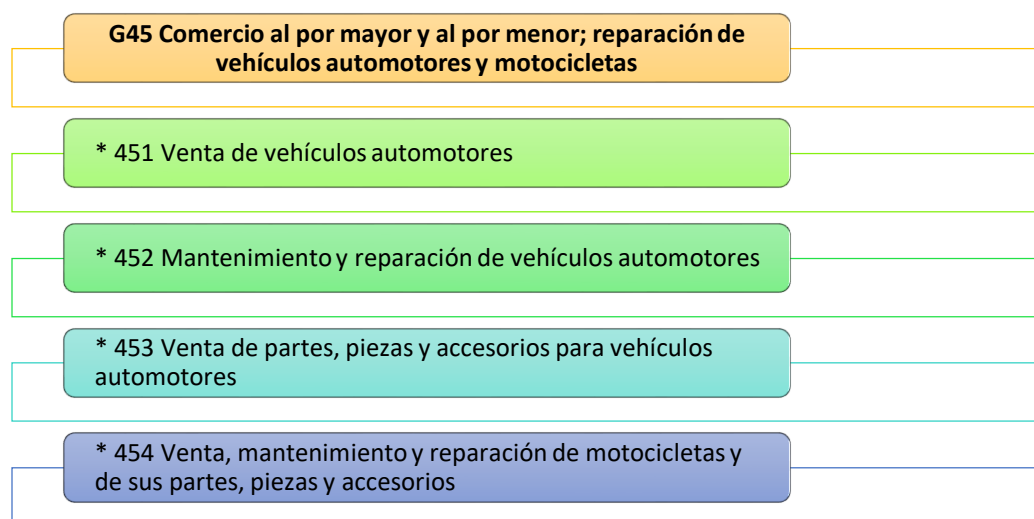 G45 Comercio al por mayor y al por menor; reparación de
vehículos automotores y motocicletas
* 451 Venta de vehículos automotores
* 452 Mantenimiento y reparación de vehículos automotores
* 453 Venta de partes, piezas y accesorios para vehículos
automotores
* 454 Venta, mantenimiento y reparación de motocicletas y
de sus partes, piezas y accesorios